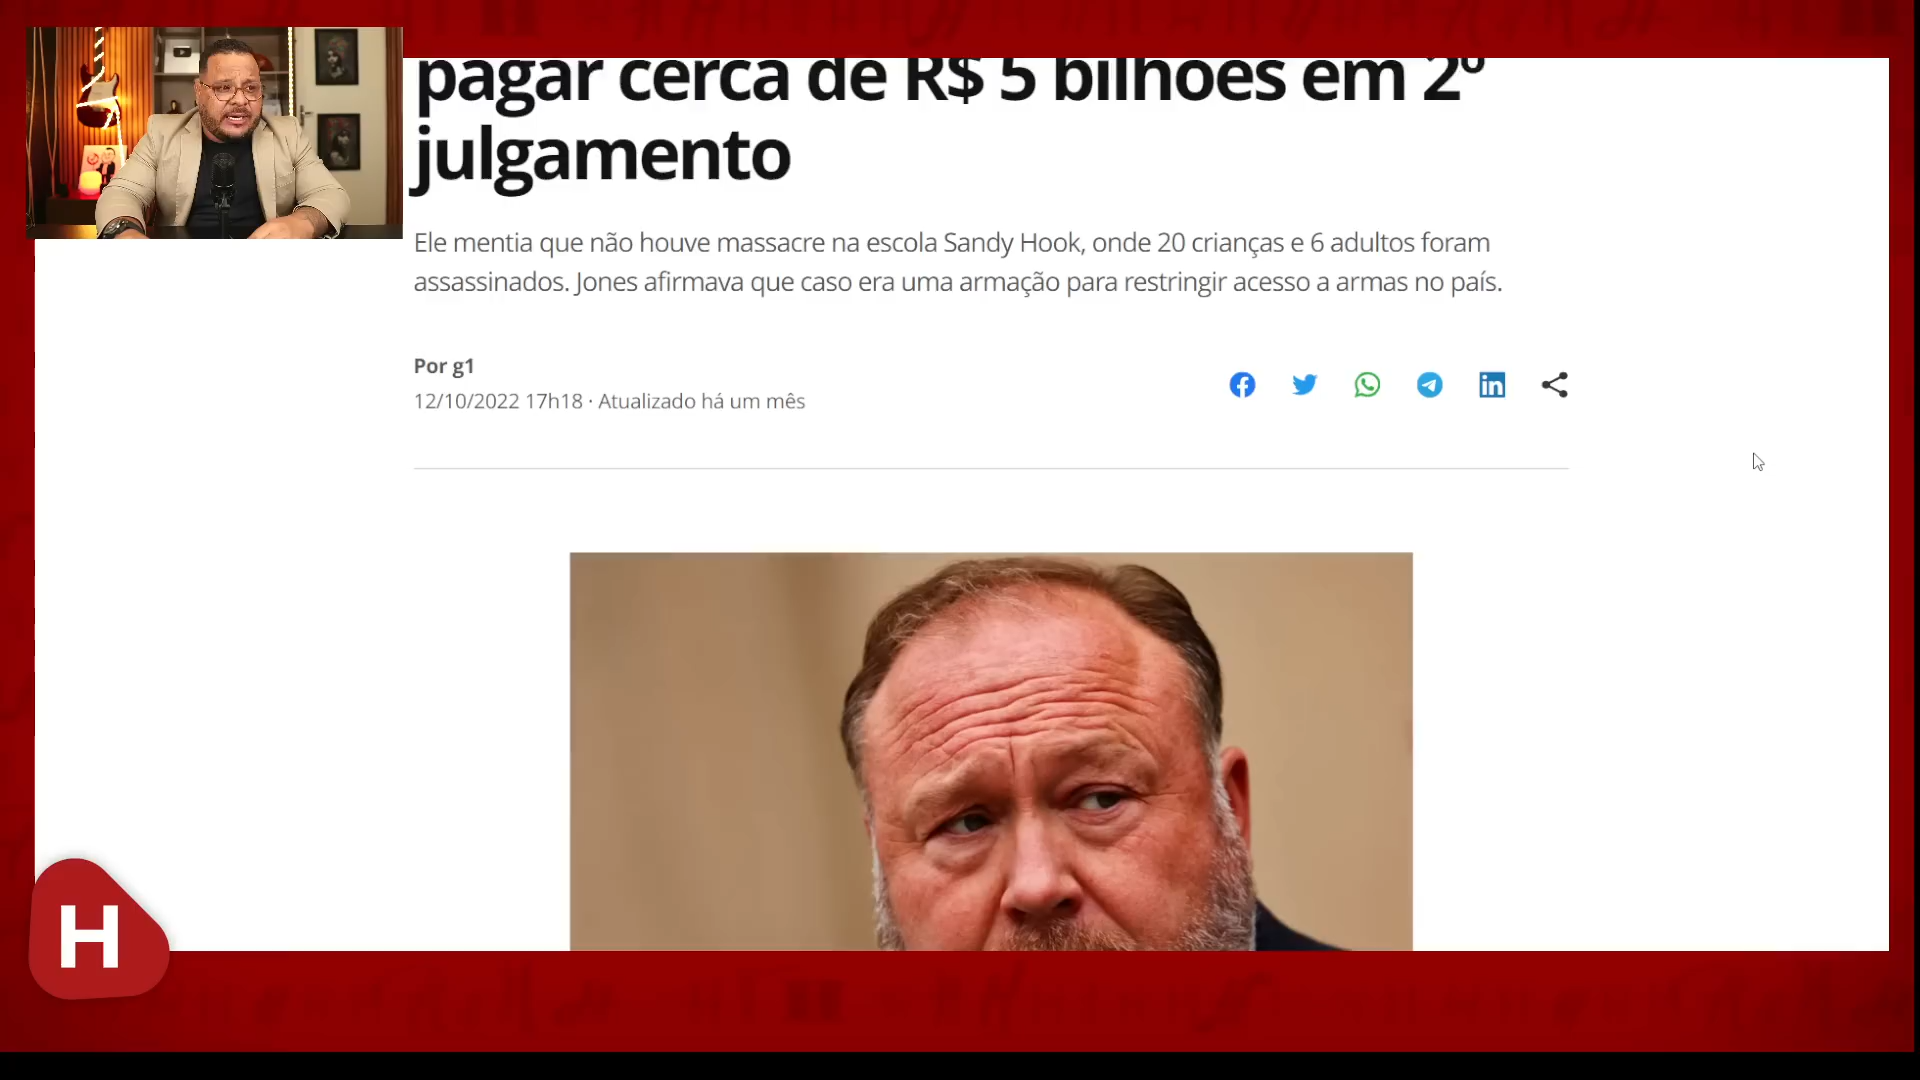 pagar cerca de R$ 5 bilhões em 2º
julgamento
Ele mentia que não houve massacre na escola Sandy Hook, onde 20 crianças e 6 adultos foram
assassinados. Jones afirmava que caso era uma armação para restringir acesso a armas no país.
Por g1
12/10/2022 17h18 · Atualizado há um mês
H